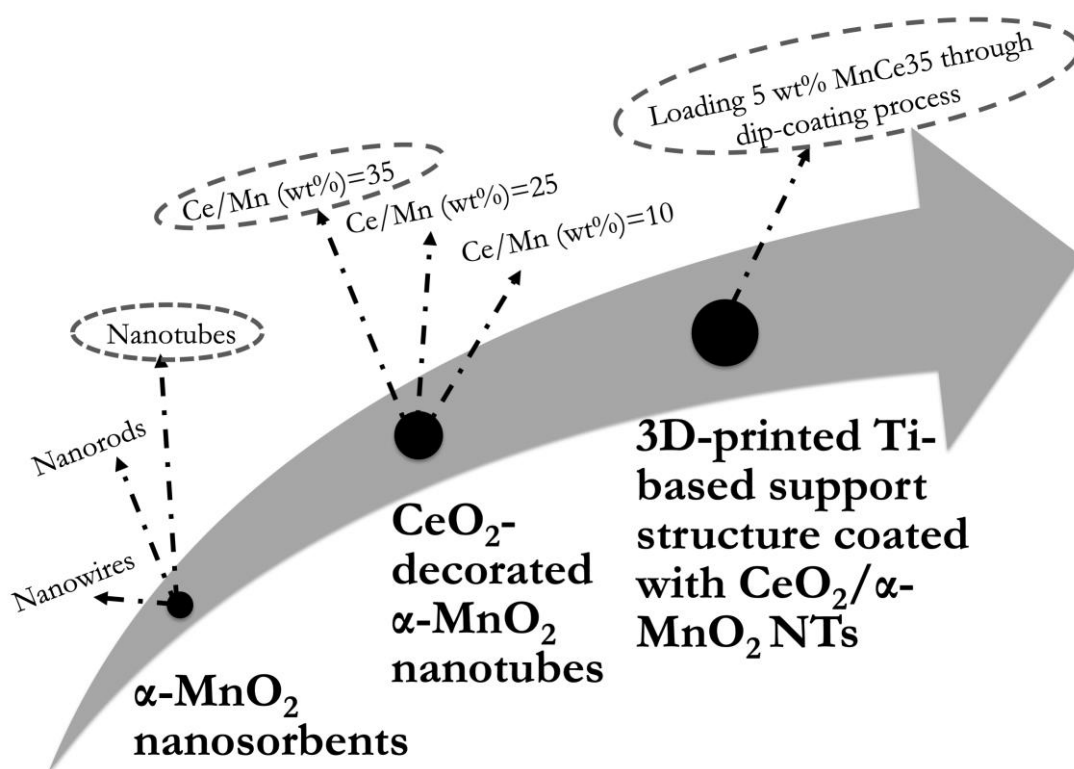 Nanowires
Nanorods
Nanotubes
α-MnO₂
nanosorbents
Ce/Mn (wt%)=35
Ce/Mn (wt%)=25
Ce/Mn (wt%)=10
CeO₂-
decorated
α-MnO₂
nanotubes
Loading 5 wt% MnCe35 through
dip-coating process
3D-printed Ti-
based support
structure coated
with CeO₂/α-
MnO₂ NTs